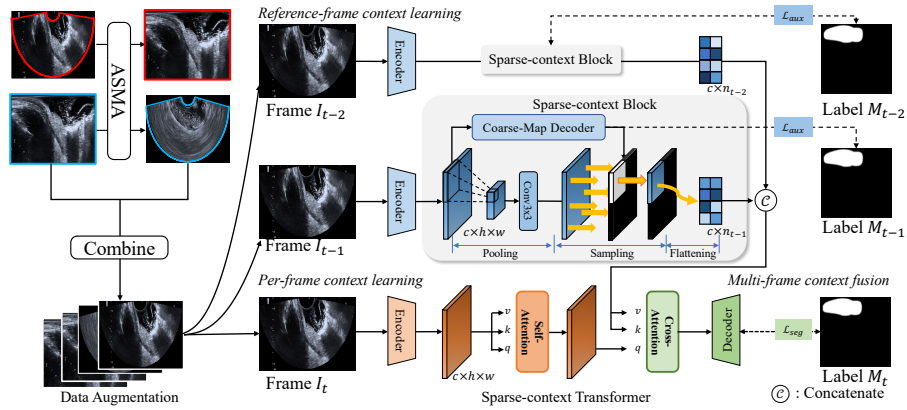 Reference-frame context learning
ASMA
Encoder
Sparse-context Block
c×n_{t−2}
ℒ_{aux}
Frame I_{t−2}
Label M_{t−2}
Sparse-context Block
Coarse-Map Decoder
ℒ_{aux}
Encoder
Conv3x3
c×h×w
c×n_{t−1}
Pooling
Sampling
Flattening
Ⓒ
Frame I_{t−1}
Label M_{t−1}
Combine
Per-frame context learning
Multi-frame context fusion
Encoder
v
k
q
Self-
Attention
v
k
q
Cross-
Attention
Decoder
ℒ_{seg}
c×h×w
Frame I_t
Label M_t
Data Augmentation
Sparse-context Transformer
Ⓒ : Concatenate